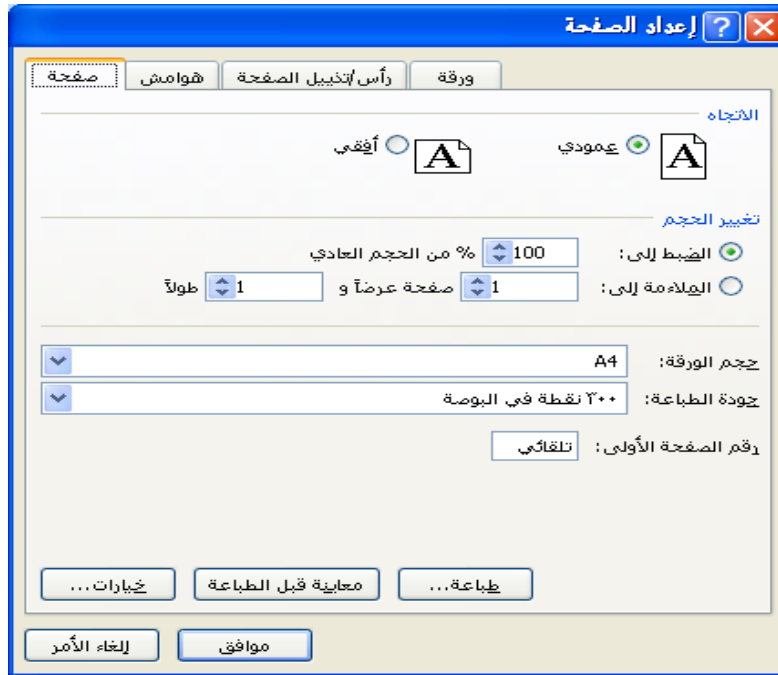 إعداد الصفحة
صفحة هوامش رأس/تذييل الصفحة ورقة
الاتجاه
A عمودي A أفقي
تغيير الحجم
الضبط إلى: 100 % من الحجم العادي
الملاءمة إلى: 1 صفحة عرضاً و 1 طولاً
حجم الورقة: A4
جودة الطباعة: ٣٠٠ نقطة في البوصة
رقم الصفحة الأولى: تلقائي
طباعة... معاينة قبل الطباعة خيارات...
موافق إلغاء الأمر